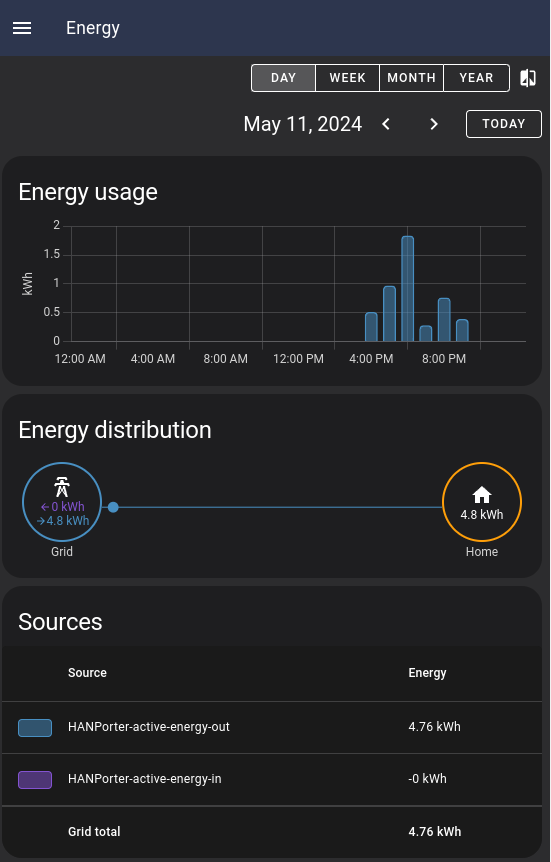 Energy
DAY WEEK MONTH YEAR
May 11, 2024 TODAY
Energy usage
2
1.5
1
0.5
0
kWh
12:00 AM 4:00 AM 8:00 AM 12:00 PM 4:00 PM 8:00 PM
Energy distribution
←0 kWh
→4.8 kWh
4.8 kWh
Grid Home
Sources
Source Energy
HANPorter-active-energy-out 4.76 kWh
HANPorter-active-energy-in -0 kWh
Grid total 4.76 kWh